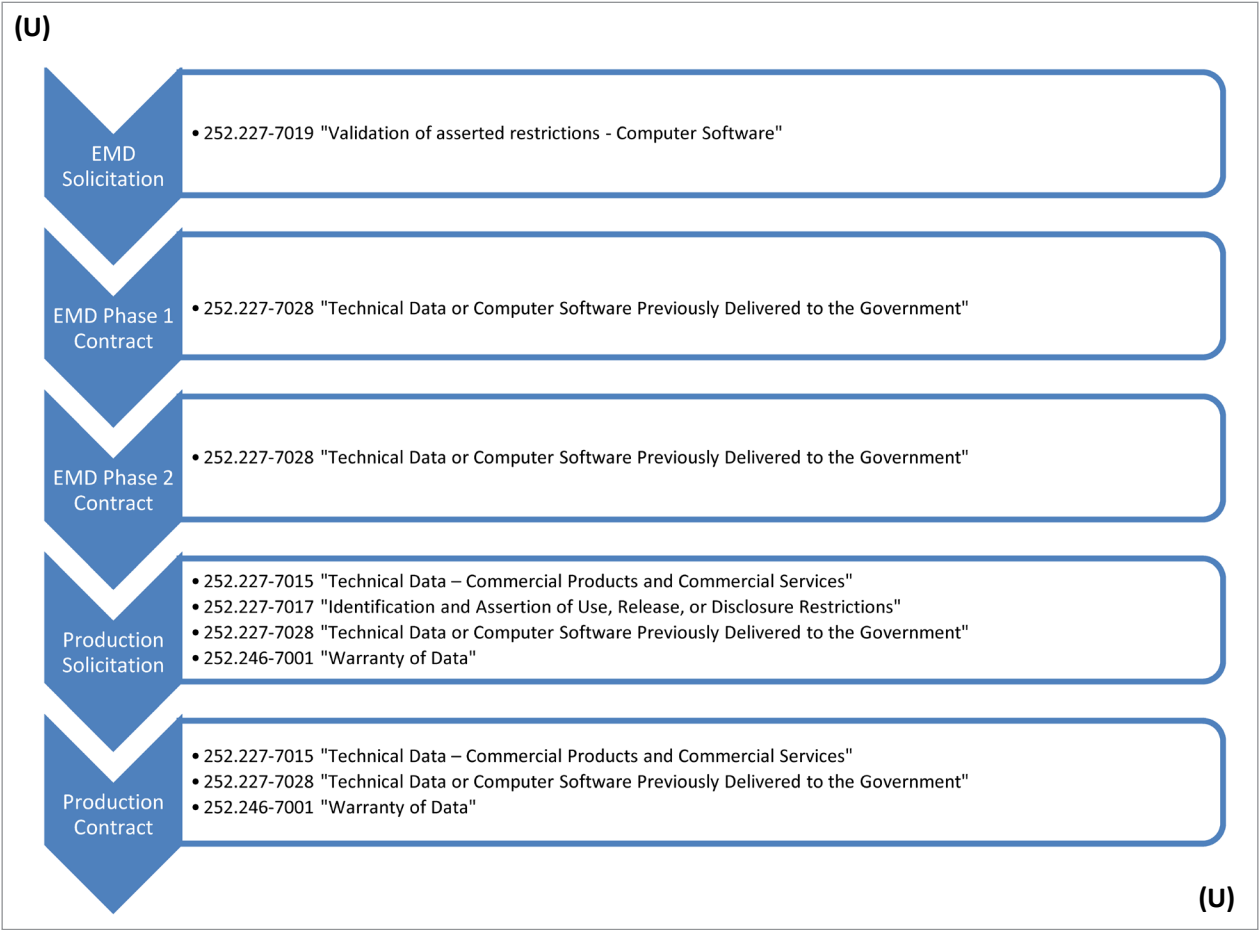 (U)
EMD
Solicitation
• 252.227-7019 "Validation of asserted restrictions - Computer Software"
EMD Phase 1
Contract
• 252.227-7028 "Technical Data or Computer Software Previously Delivered to the Government"
EMD Phase 2
Contract
• 252.227-7028 "Technical Data or Computer Software Previously Delivered to the Government"
Production
Solicitation
• 252.227-7015 "Technical Data – Commercial Products and Commercial Services"
• 252.227-7017 "Identification and Assertion of Use, Release, or Disclosure Restrictions"
• 252.227-7028 "Technical Data or Computer Software Previously Delivered to the Government"
• 252.246-7001 "Warranty of Data"
Production
Contract
• 252.227-7015 "Technical Data – Commercial Products and Commercial Services"
• 252.227-7028 "Technical Data or Computer Software Previously Delivered to the Government"
• 252.246-7001 "Warranty of Data"
(U)